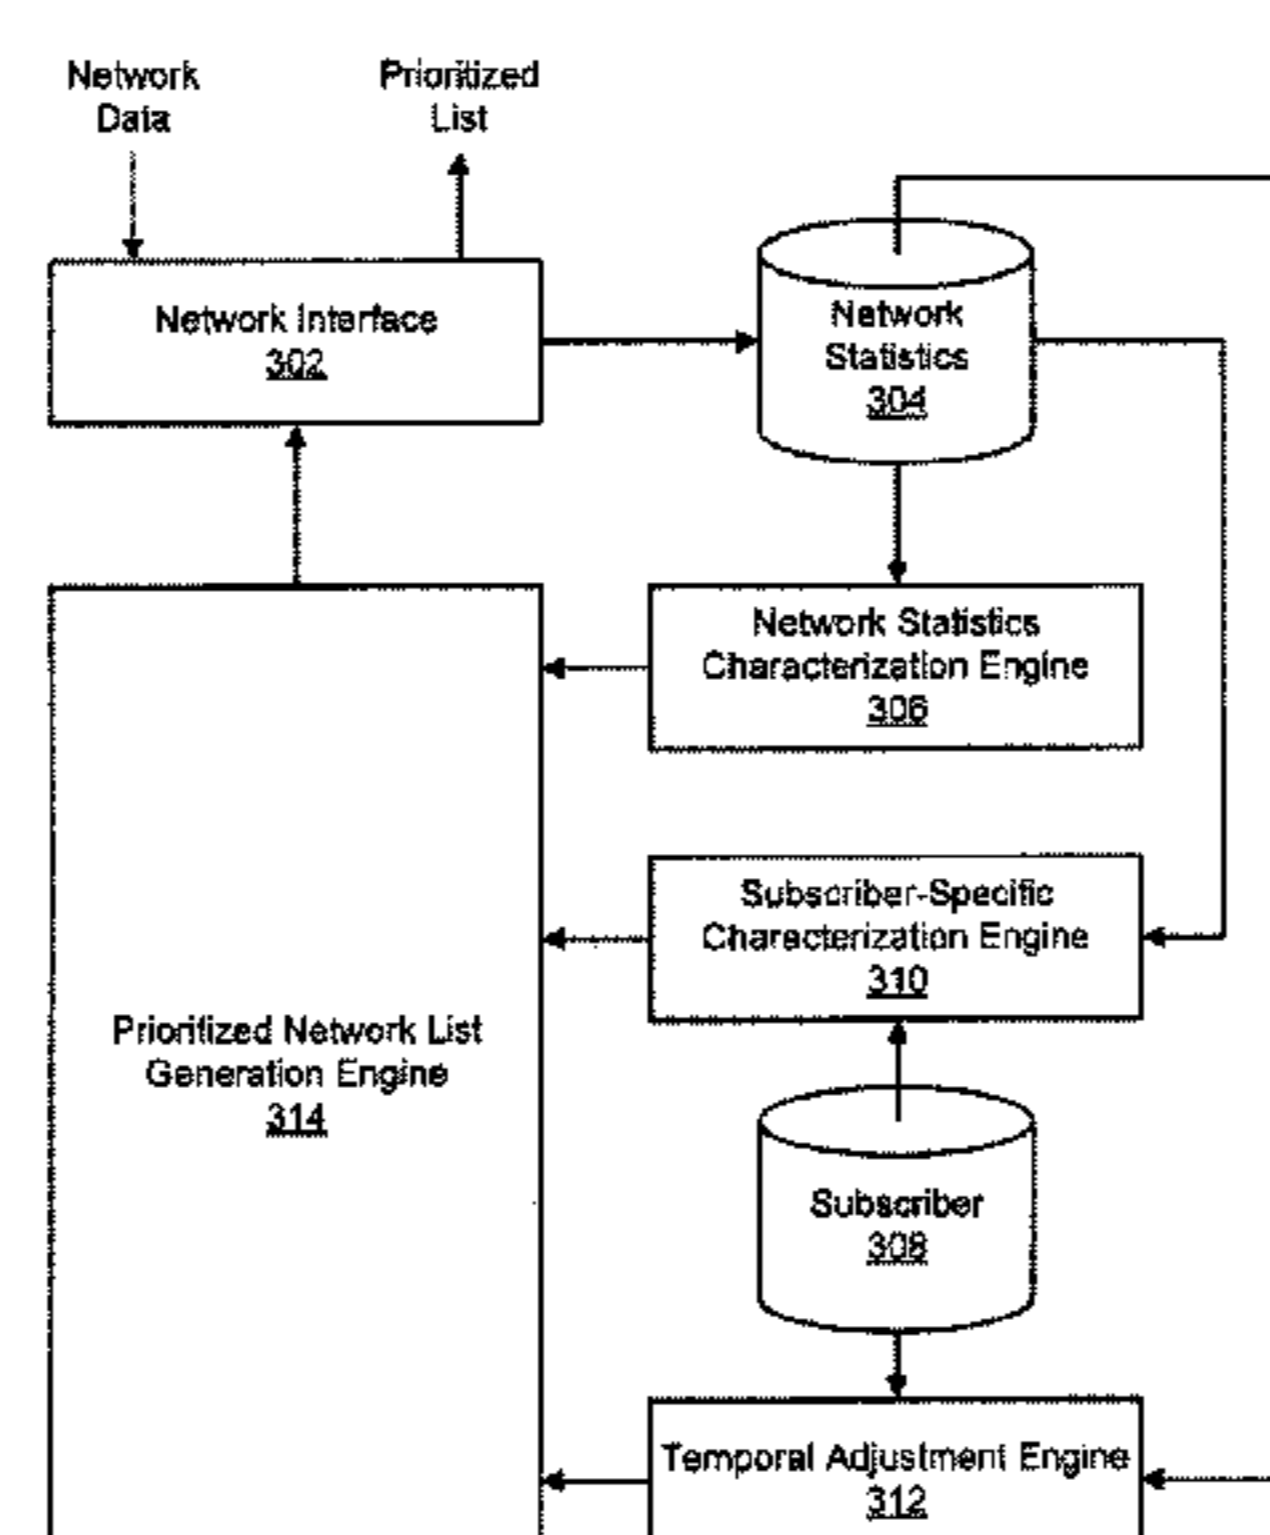 Network
Data
Prioritized
List
Network Interface
302
Network
Statistics
304
Network Statistics
Characterization Engine
306
Subscriber-Specific
Characterization Engine
310
Prioritized Network List
Generation Engine
314
Subscriber
308
Temporal Adjustment Engine
312